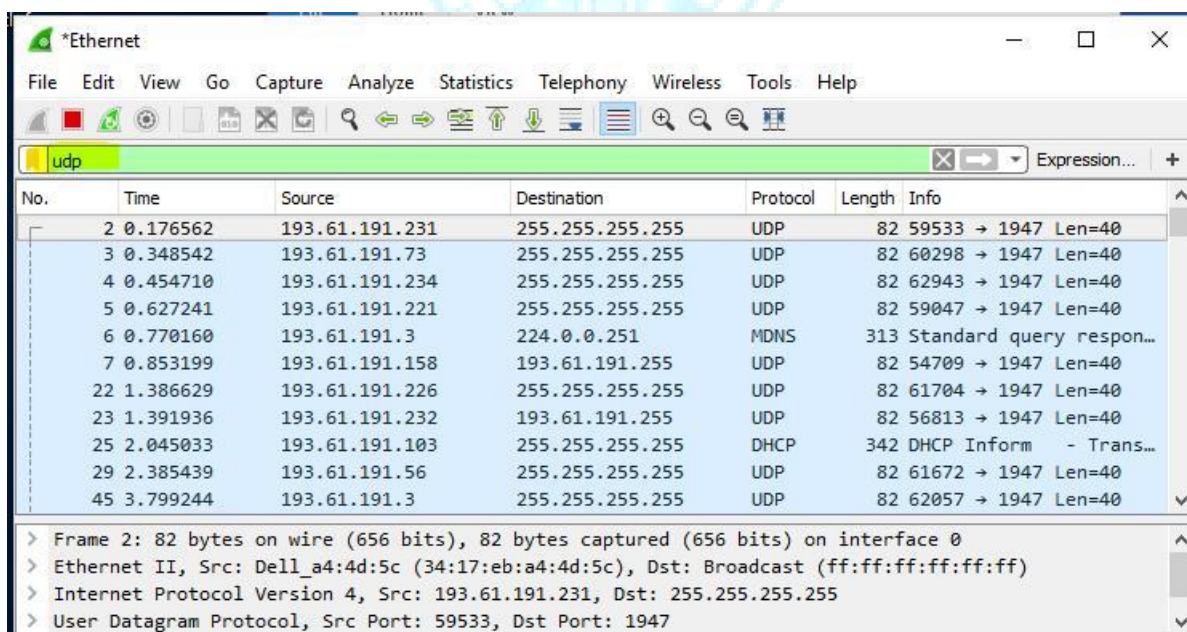 *Ethernet
File Edit View Go Capture Analyze Statistics Telephony Wireless Tools Help
udp Expression... +
No. Time Source Destination Protocol Length Info
2 0.176562 193.61.191.231 255.255.255.255 UDP 82 59533 → 1947 Len=40
3 0.348542 193.61.191.73 255.255.255.255 UDP 82 60298 → 1947 Len=40
4 0.454710 193.61.191.234 255.255.255.255 UDP 82 62943 → 1947 Len=40
5 0.627241 193.61.191.221 255.255.255.255 UDP 82 59047 → 1947 Len=40
6 0.770160 193.61.191.3 224.0.0.251 MDNS 313 Standard query respon…
7 0.853199 193.61.191.158 193.61.191.255 UDP 82 54709 → 1947 Len=40
22 1.386629 193.61.191.226 255.255.255.255 UDP 82 61704 → 1947 Len=40
23 1.391936 193.61.191.232 193.61.191.255 UDP 82 56813 → 1947 Len=40
25 2.045033 193.61.191.103 255.255.255.255 DHCP 342 DHCP Inform - Trans…
29 2.385439 193.61.191.56 255.255.255.255 UDP 82 61672 → 1947 Len=40
45 3.799244 193.61.191.3 255.255.255.255 UDP 82 62057 → 1947 Len=40
> Frame 2: 82 bytes on wire (656 bits), 82 bytes captured (656 bits) on interface 0
> Ethernet II, Src: Dell_a4:4d:5c (34:17:eb:a4:4d:5c), Dst: Broadcast (ff:ff:ff:ff:ff:ff)
> Internet Protocol Version 4, Src: 193.61.191.231, Dst: 255.255.255.255
> User Datagram Protocol, Src Port: 59533, Dst Port: 1947